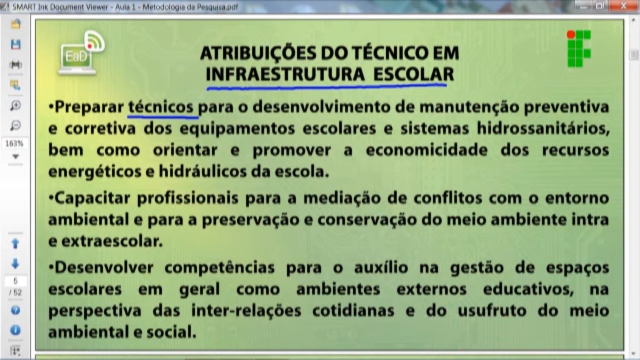 SMART Ink Document Viewer - Aula 1 - Metodologia da Pesquisa.pdf
EaD
ATRIBUIÇÕES DO TÉCNICO EM
INFRAESTRUTURA ESCOLAR
•Preparar técnicos para o desenvolvimento de manutenção preventiva
e corretiva dos equipamentos escolares e sistemas hidrossanitários,
bem como orientar e promover a economicidade dos recursos
energéticos e hidráulicos da escola.
163%
•Capacitar profissionais para a mediação de conflitos com o entorno
ambiental e para a preservação e conservação do meio ambiente intra
e extraescolar.
•Desenvolver competências para o auxílio na gestão de espaços
escolares em geral como ambientes externos educativos, na
perspectiva das inter-relações cotidianas e do usufruto do meio
ambiental e social.
5
/ 52